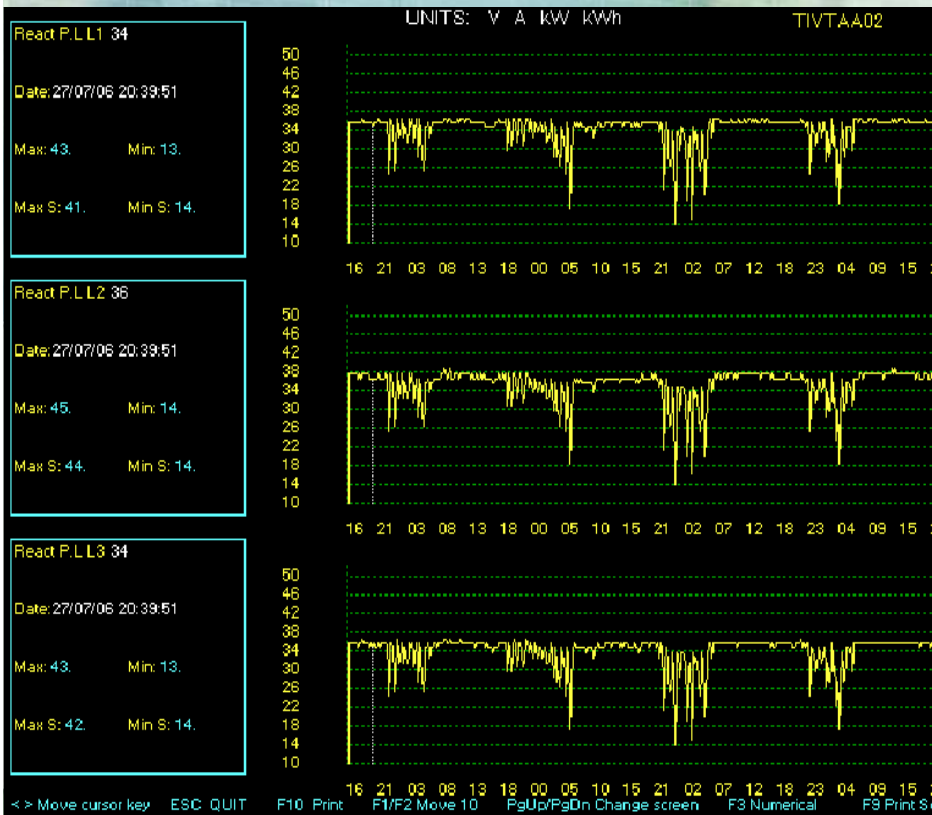 UNITS: V A kW kWh
TIVTAA02
React P.L L1 34
Date: 27/07/06 20:39:51
Max: 43. Min: 13.
Max S: 41. Min S: 14.
50
46
42
38
34
30
26
22
18
14
10
16 21 03 08 13 18 00 05 10 15 21 02 07 12 18 23 04 09 15
React P.L L2 36
Date: 27/07/06 20:39:51
Max: 45. Min: 14.
Max S: 44. Min S: 14.
50
46
42
38
34
30
26
22
18
14
10
16 21 03 08 13 18 00 05 10 15 21 02 07 12 18 23 04 09 15
React P.L L3 34
Date: 27/07/06 20:39:51
Max: 43. Min: 13.
Max S: 42. Min S: 14.
50
46
42
38
34
30
26
22
18
14
10
16 21 03 08 13 18 00 05 10 15 21 02 07 12 18 23 04 09 15
< > Move cursor key ESC QUIT F10 Print F1/F2 Move 10 PgUp/PgDn Change screen F3 Numerical F9 Print